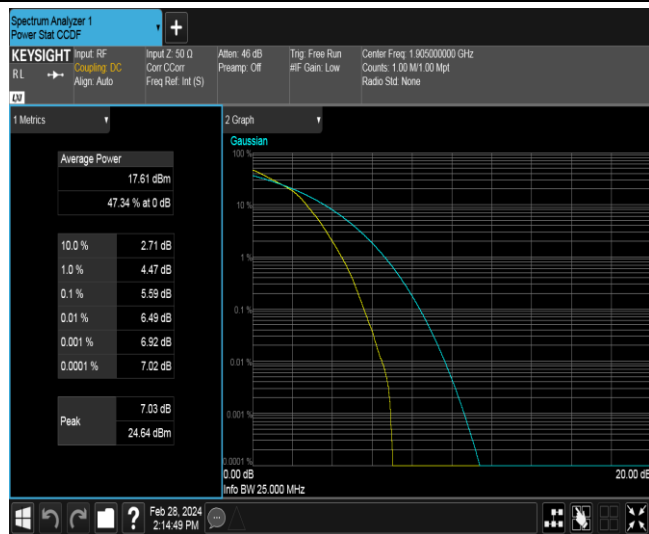 Spectrum Analyzer 1
Power Stat CCDF
+
KEYSIGHT
RL
LXI
Input: RF
Coupling: DC
Align: Auto
Input Z: 50 Ω
Corr CCorr
Freq Ref: Int (S)
Atten: 46 dB
Preamp: Off
Trig: Free Run
#IF Gain: Low
Center Freq: 1.905000000 GHz
Counts: 1.00 M/1.00 Mpt
Radio Std: None
1 Metrics
Average Power
17.61 dBm
47.34 % at 0 dB
10.0 % 2.71 dB
1.0 % 4.47 dB
0.1 % 5.59 dB
0.01 % 6.49 dB
0.001 % 6.92 dB
0.0001 % 7.02 dB
Peak
7.03 dB
24.64 dBm
2 Graph
Gaussian
100 %
10 %
1 %
0.1 %
0.01 %
0.001 %
0.0001 %
0.00 dB 20.00 dB
Info BW 25.000 MHz
?
Feb 28, 2024
2:14:49 PM